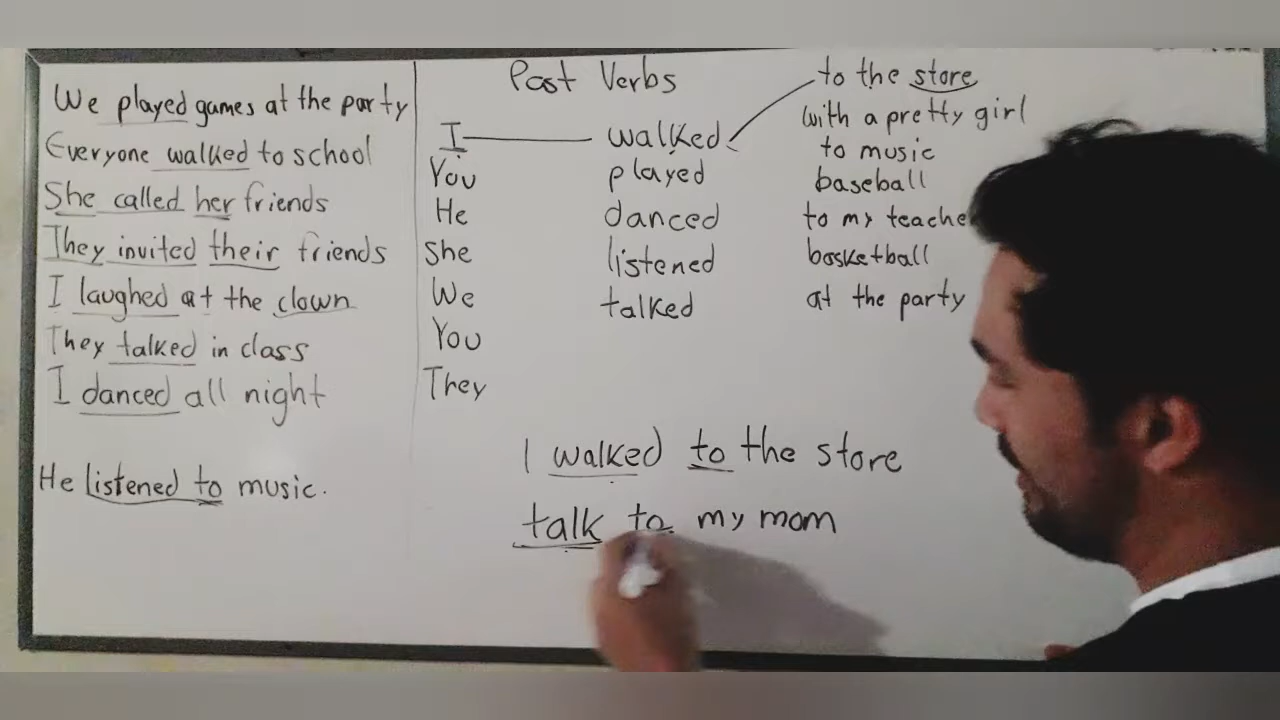 We played games at the party
Everyone walked to school
She called her friends
They invited their friends
I laughed at the clown
They talked in class
I danced all night
He listened to music.
Past Verbs
I
You
He
She
We
You
They
walked
played
danced
listened
talked
to the store
with a pretty girl
to music
baseball
to my teache
basketball
at the party
I walked to the store
talk to my mom